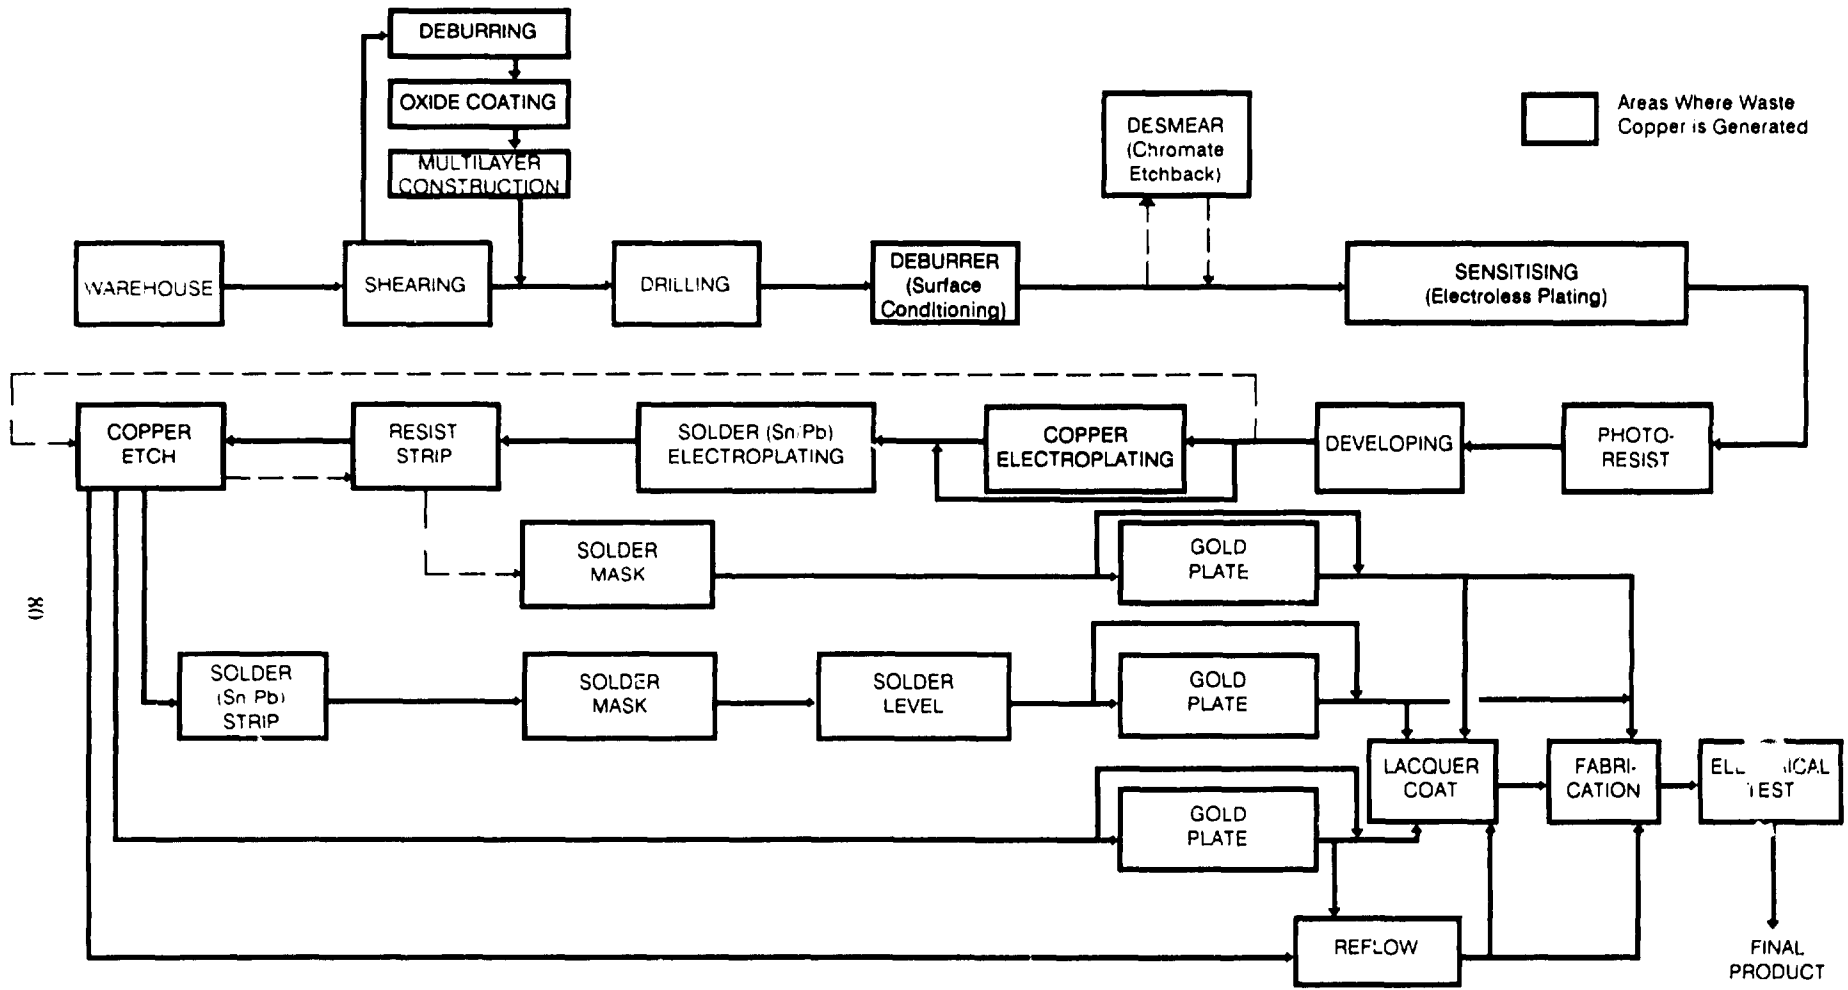 DEBURRING
OXIDE COATING
MULTILAYER
CONSTRUCTION
DESMEAR
(Chromate
Etchback)
Areas Where Waste
Copper is Generated
WAREHOUSE
SHEARING
DRILLING
DEBURRER
(Surface
Conditioning)
SENSITISING
(Electroless Plating)
COPPER
ETCH
RESIST
STRIP
SOLDER (Sn/Pb)
ELECTROPLATING
COPPER
ELECTROPLATING
DEVELOPING
PHOTO-
RESIST
SOLDER
MASK
GOLD
PLATE
SOLDER
(Sn Pb)
STRIP
SOLDER
MASK
SOLDER
LEVEL
GOLD
PLATE
GOLD
PLATE
LACQUER
COAT
FABRI-
CATION
TEST
REFLOW
FINAL
PRODUCT